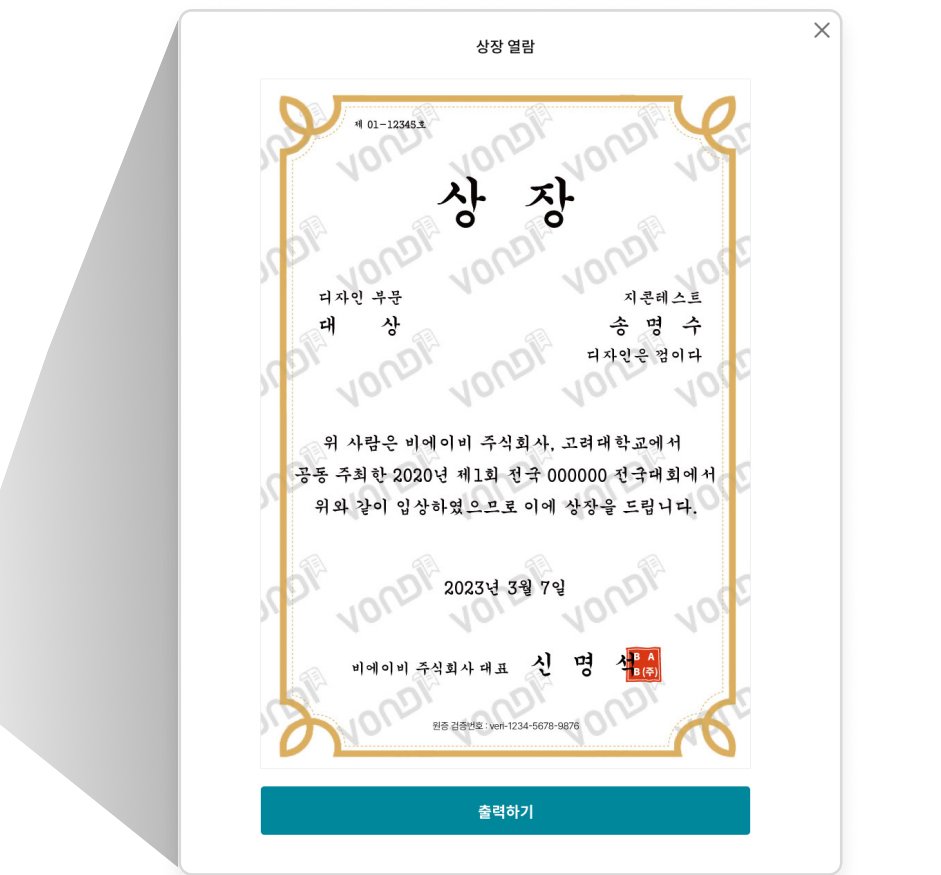 상장 열람
제 01-12345호
상 장
디자인 부문
지콘테스트
대 상
송 명 수
디자인은 껌이다
위 사람은 비에이비 주식회사, 고려대학교에서
공동 주최한 2020년 제1회 전국 000000 전국대회에서
위와 같이 입상하였으므로 이에 상장을 드립니다.
2023년 3월 7일
비에이비 주식회사 대표 신 명 석
B A
B (주)
원증 검증번호 : veri-1234-5678-9876
VONDI
출력하기